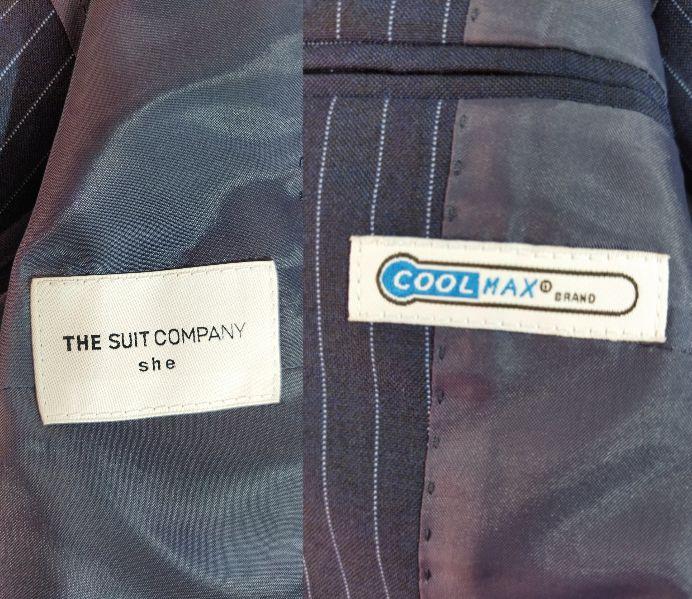 THE SUIT COMPANY
she
COOLMAX® BRAND